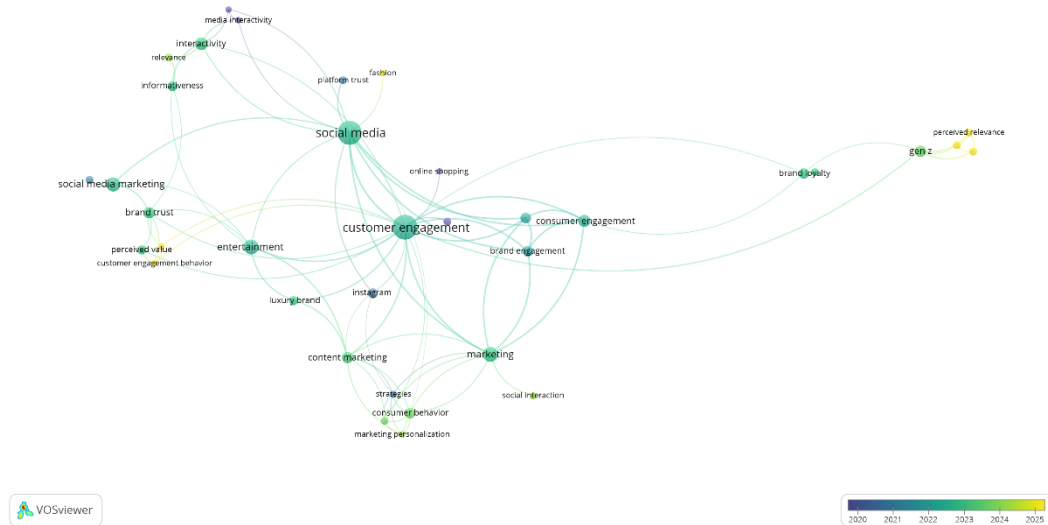 media interactivity
interactivity
relevance
informativeness
platform trust
fashion
social media
perceived relevance
gen z
online shopping
brand loyalty
social media marketing
brand trust
customer engagement
consumer engagement
perceived value
entertainment
brand engagement
customer engagement behavior
instagram
luxury brand
content marketing
marketing
strategies
social interaction
consumer behavior
marketing personalization
VOSviewer
2020 2021 2022 2023 2024 2025